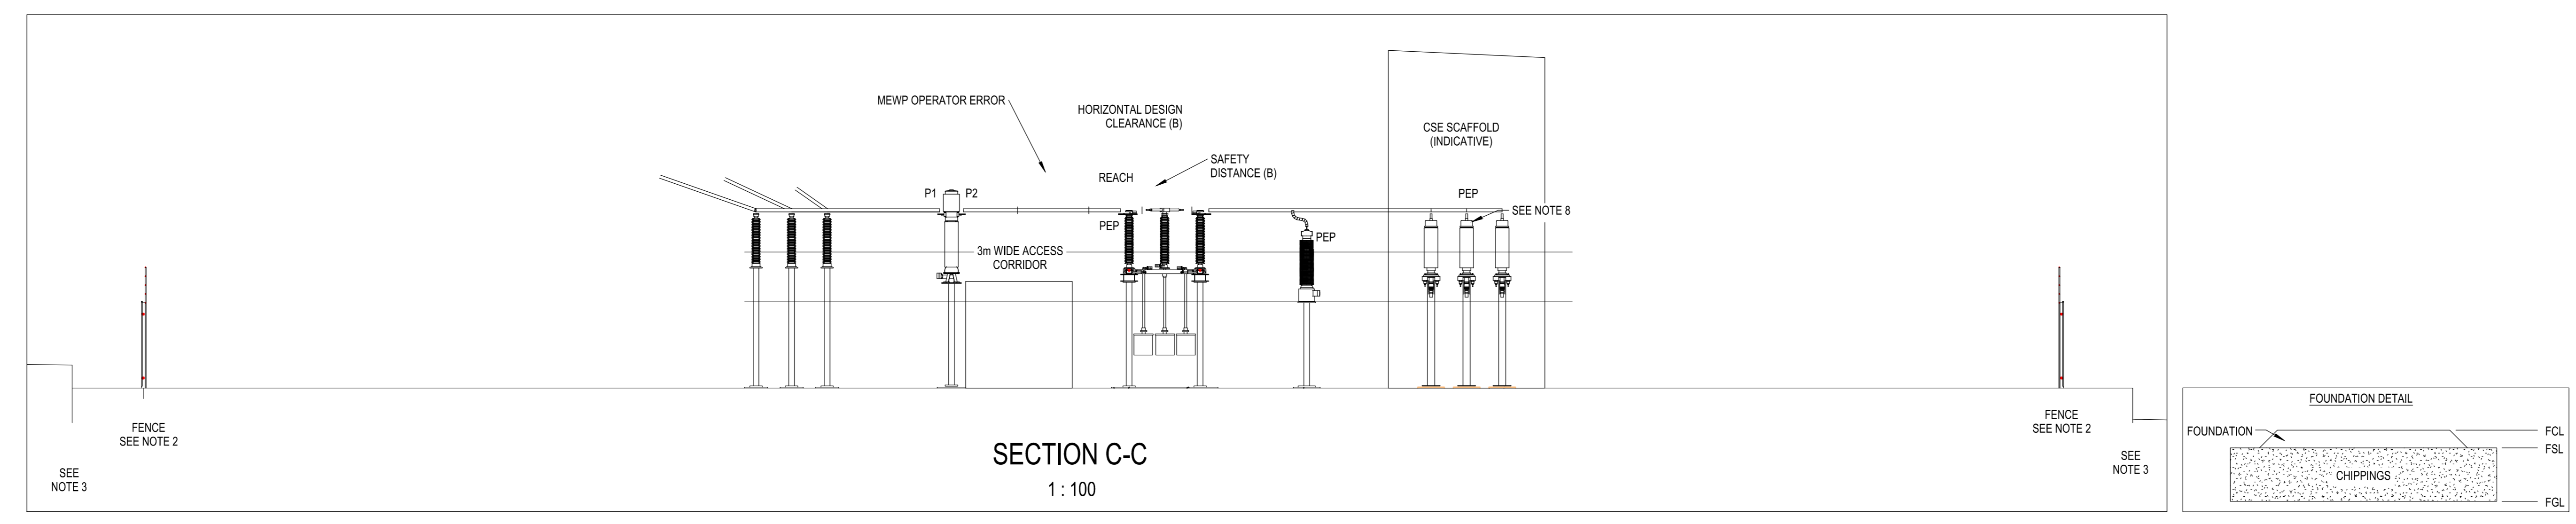 MEWP OPERATOR ERROR
HORIZONTAL DESIGN
CLEARANCE (B)
CSE SCAFFOLD
(INDICATIVE)
SAFETY
DISTANCE (B)
REACH
P1
P2
PEP
SEE NOTE 8
PEP
PEP
3m WIDE ACCESS
CORRIDOR
FENCE
SEE NOTE 2
SEE
NOTE 3
FENCE
SEE NOTE 2
SEE
NOTE 3
SECTION C-C
1 : 100
FOUNDATION DETAIL
FOUNDATION
FCL
FSL
CHIPPINGS
FGL